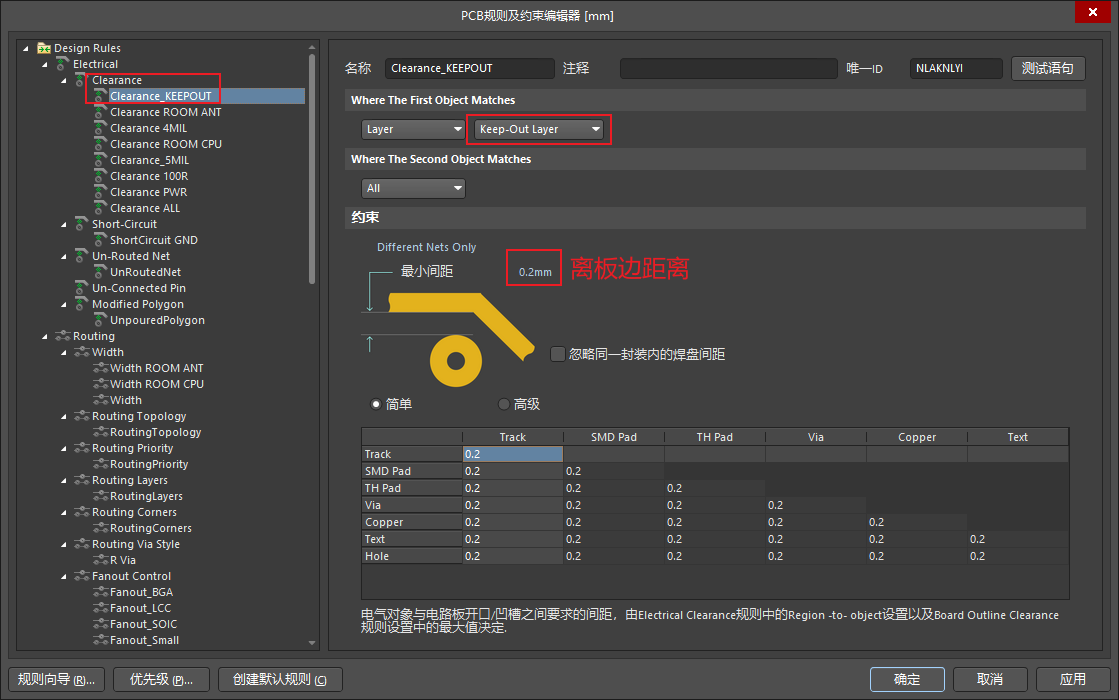 PCB规则及约束编辑器 [mm]
Design Rules
Electrical
Clearance
Clearance_KEEPOUT
Clearance ROOM ANT
Clearance 4MIL
Clearance ROOM CPU
Clearance_5MIL
Clearance 100R
Clearance PWR
Clearance ALL
Short-Circuit
ShortCircuit GND
Un-Routed Net
UnRoutedNet
Un-Connected Pin
Modified Polygon
UnpouredPolygon
Routing
Width
Width ROOM ANT
Width ROOM CPU
Width
Routing Topology
RoutingTopology
Routing Priority
RoutingPriority
Routing Layers
RoutingLayers
Routing Corners
RoutingCorners
Routing Via Style
R Via
Fanout Control
Fanout_BGA
Fanout_LCC
Fanout_SOIC
Fanout_Small
名称 Clearance_KEEPOUT 注释 唯一ID NLAKNLYI 测试语句
Where The First Object Matches
Layer Keep-Out Layer
Where The Second Object Matches
All
约束
Different Nets Only
最小间距 0.2mm 离板边距离
忽略同一封装内的焊盘间距
简单 高级
Track SMD Pad TH Pad Via Copper Text
Track 0.2
SMD Pad 0.2 0.2
TH Pad 0.2 0.2 0.2
Via 0.2 0.2 0.2 0.2
Copper 0.2 0.2 0.2 0.2 0.2
Text 0.2 0.2 0.2 0.2 0.2 0.2
Hole 0.2 0.2 0.2 0.2 0.2 0.2
电气对象与电路板开口/凹槽之间要求的间距，由Electrical Clearance规则中的Region -to- object设置以及Board Outline Clearance
规则设置中的最大值决定.
规则向导 (R)... 优先级 (P)... 创建默认规则 (C) 确定 取消 应用